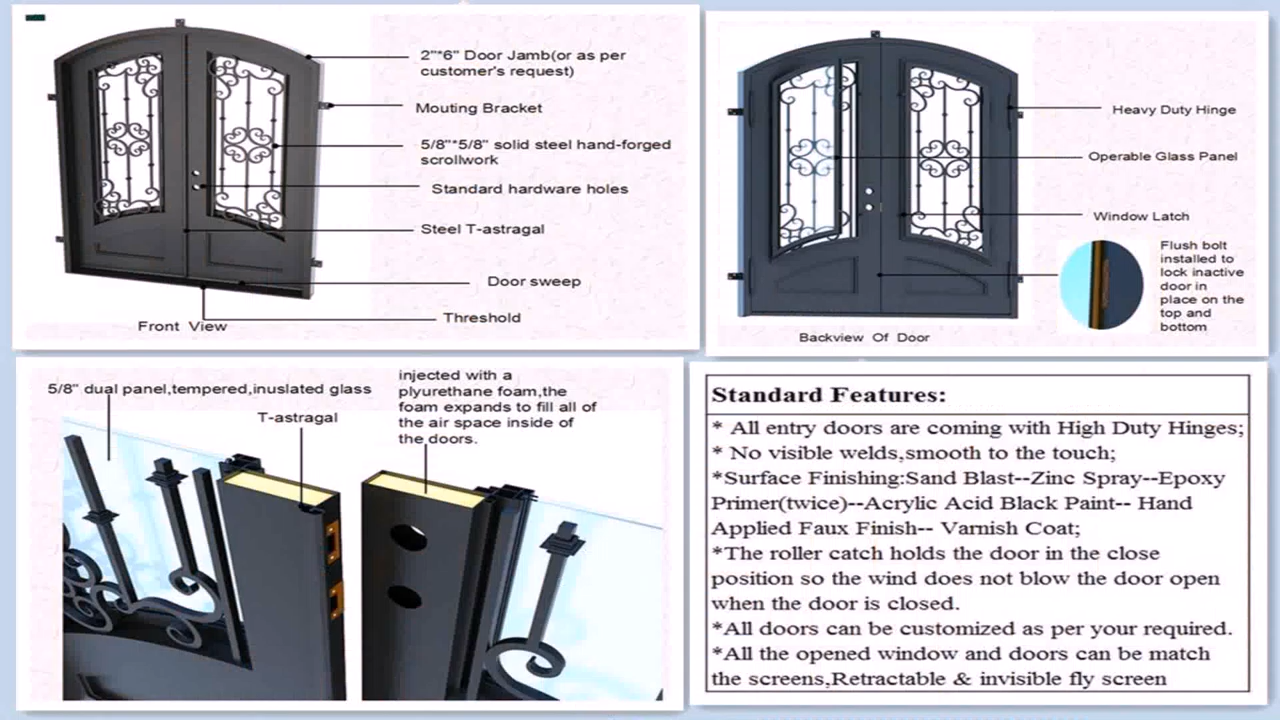 2"*6" Door Jamb(or as per
customer's request)
Mouting Bracket
5/8"*5/8" solid steel hand-forged
scrollwork
Standard hardware holes
Steel T-astragal
Door sweep
Threshold
Front View
Heavy Duty Hinge
Operable Glass Panel
Window Latch
Flush bolt
installed to
lock inactive
door in
place on the
top and
bottom
Backview Of Door
5/8" dual panel,tempered,inuslated glass
T-astragal
injected with a
plyurethane foam,the
foam expands to fill all of
the air space inside of
the doors.
Standard Features:
* All entry doors are coming with High Duty Hinges;
* No visible welds,smooth to the touch;
*Surface Finishing:Sand Blast--Zinc Spray--Epoxy
Primer(twice)--Acrylic Acid Black Paint-- Hand
Applied Faux Finish-- Varnish Coat;
*The roller catch holds the door in the close
position so the wind does not blow the door open
when the door is closed.
*All doors can be customized as per your required.
*All the opened window and doors can be match
the screens,Retractable & invisible fly screen